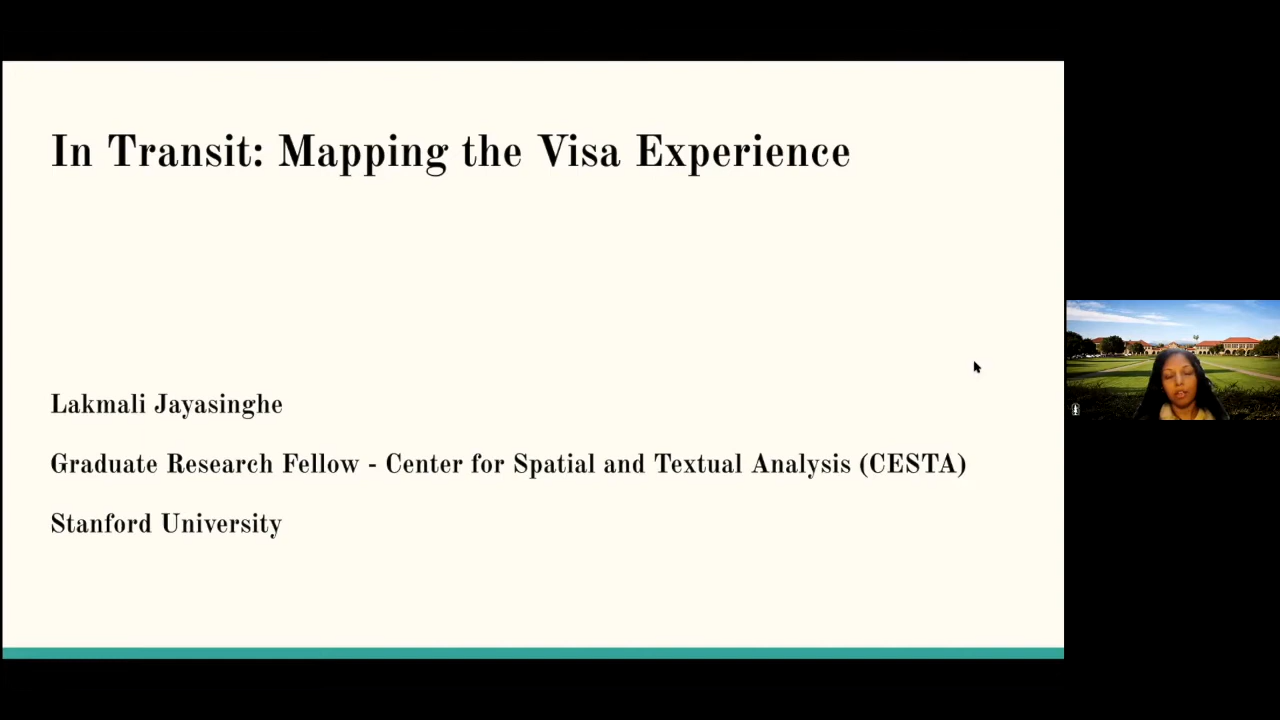 In Transit: Mapping the Visa Experience
Lakmali Jayasinghe
Graduate Research Fellow - Center for Spatial and Textual Analysis (CESTA)
Stanford University